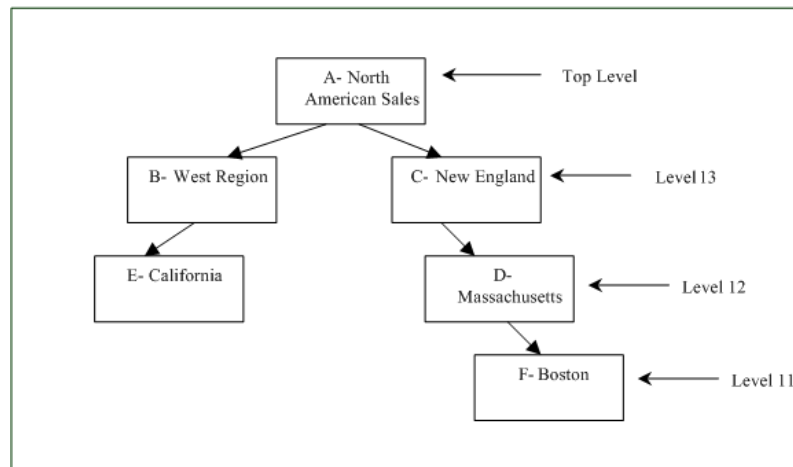 A- North
American Sales
Top Level
B- West Region
C- New England
Level 13
E- California
D-
Massachusetts
Level 12
F- Boston
Level 11